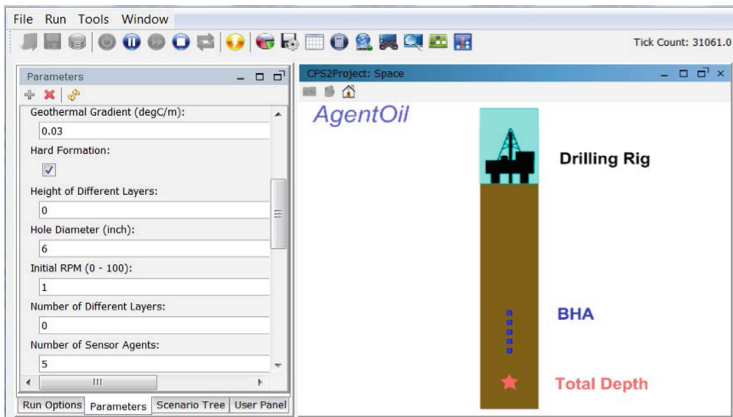 File Run Tools Window
Tick Count: 31061.0
Parameters
Geothermal Gradient (degC/m):
0.03
Hard Formation:
Height of Different Layers:
0
Hole Diameter (inch):
6
Initial RPM (0 - 100):
1
Number of Different Layers:
0
Number of Sensor Agents:
5
Run Options Parameters Scenario Tree User Panel
CPS2Project: Space
AgentOil
Drilling Rig
BHA
Total Depth